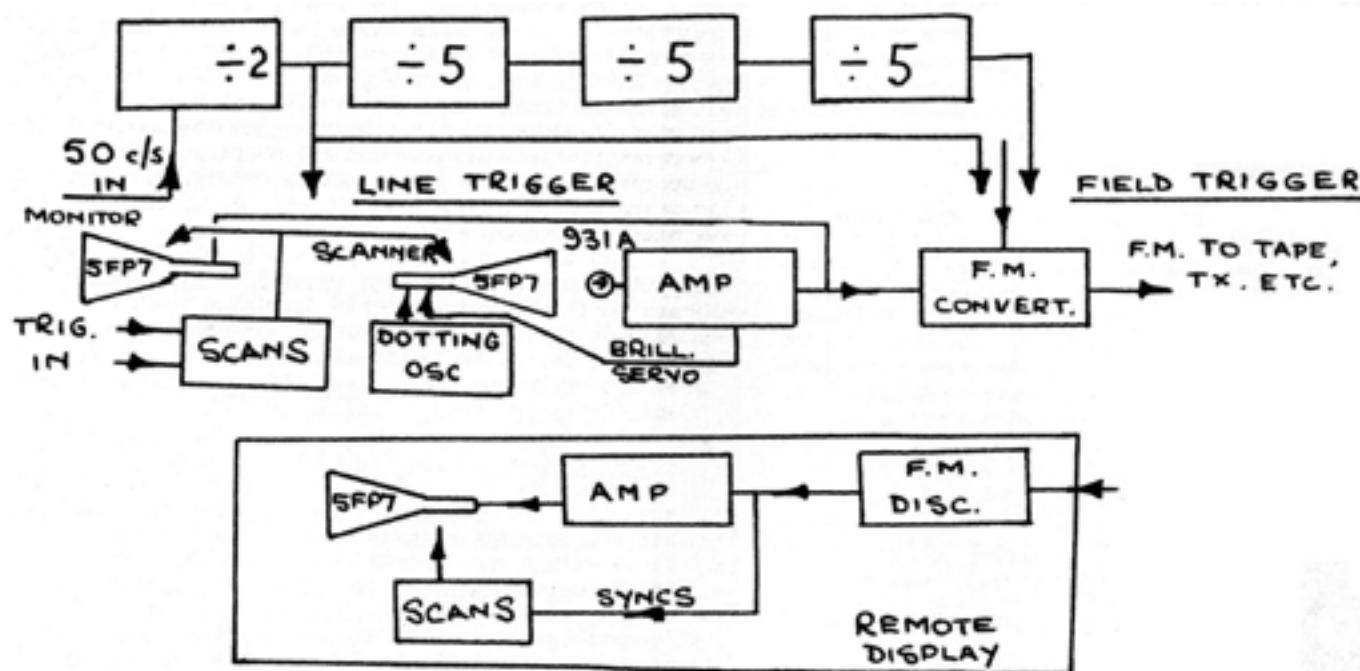 ÷2
÷5
÷5
÷5
50 c/s
IN
LINE TRIGGER
FIELD TRIGGER
MONITOR
5FP7
SCANNER
5FP7
931A
AMP
F.M.
CONVERT.
F.M. TO TAPE,
TX. ETC.
TRIG.
IN
SCANS
DOTTING
OSC
BRILL.
SERVO
5FP7
AMP
F.M.
DISC.
SCANS
SYNCS
REMOTE
DISPLAY